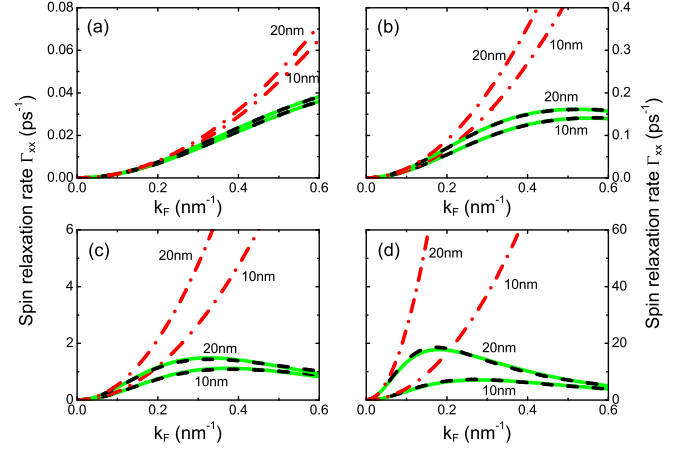 0.08 (a) 0.4 (b)
20nm 20nm
0.06 0.3
10nm 10nm
0.04 0.2
20nm
0.02 0.1
10nm
0.00 0.0
0.0 0.2 0.4 0.6 0.0 0.2 0.4 0.6
k_F (nm⁻¹) k_F (nm⁻¹)
Spin relaxation rate Γ_xx (ps⁻¹)
Spin relaxation rate Γ_xx (ps⁻¹)
6 (c) 60 (d)
20nm 20nm
10nm 10nm
4 40
2 20
20nm 20nm
10nm 10nm
0 0
0.0 0.2 0.4 0.6 0.0 0.2 0.4 0.6
k_F (nm⁻¹) k_F (nm⁻¹)